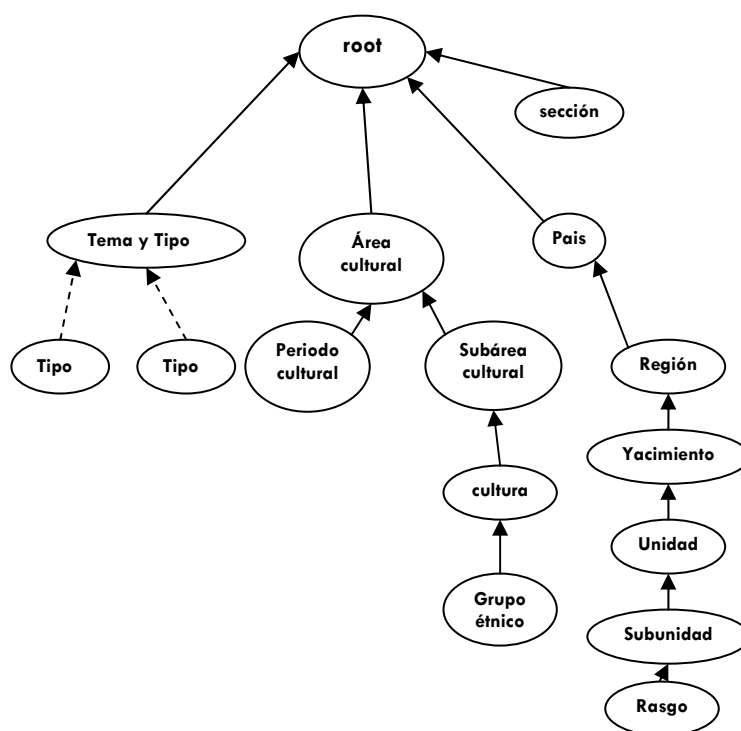 root
sección
Tema y Tipo
Área
cultural
Pais
Tipo
Tipo
Periodo
cultural
Subárea
cultural
Región
Yacimiento
cultura
Unidad
Grupo
étnico
Subunidad
Rasgo